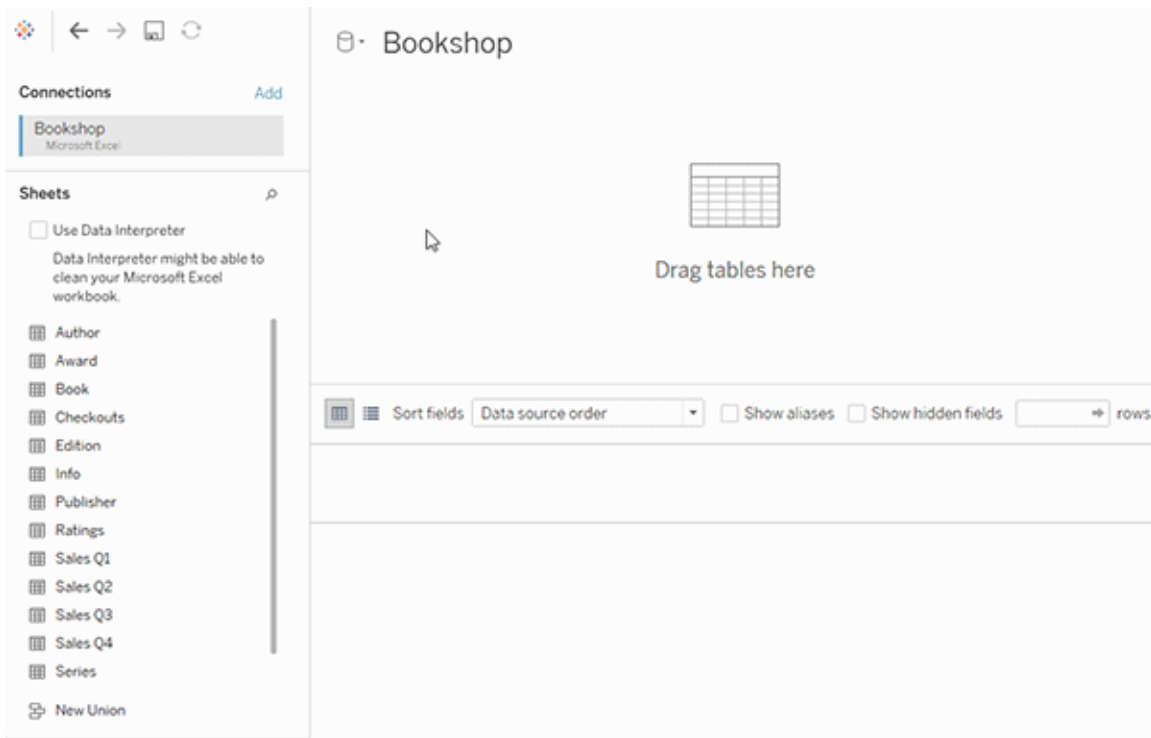 Bookshop
Connections Add
Bookshop
Microsoft Excel
Sheets
Use Data Interpreter
Data Interpreter might be able to
clean your Microsoft Excel
workbook.
Author
Award
Book
Checkouts
Edition
Info
Publisher
Ratings
Sales Q1
Sales Q2
Sales Q3
Sales Q4
Series
New Union
Drag tables here
Sort fields Data source order Show aliases Show hidden fields rows